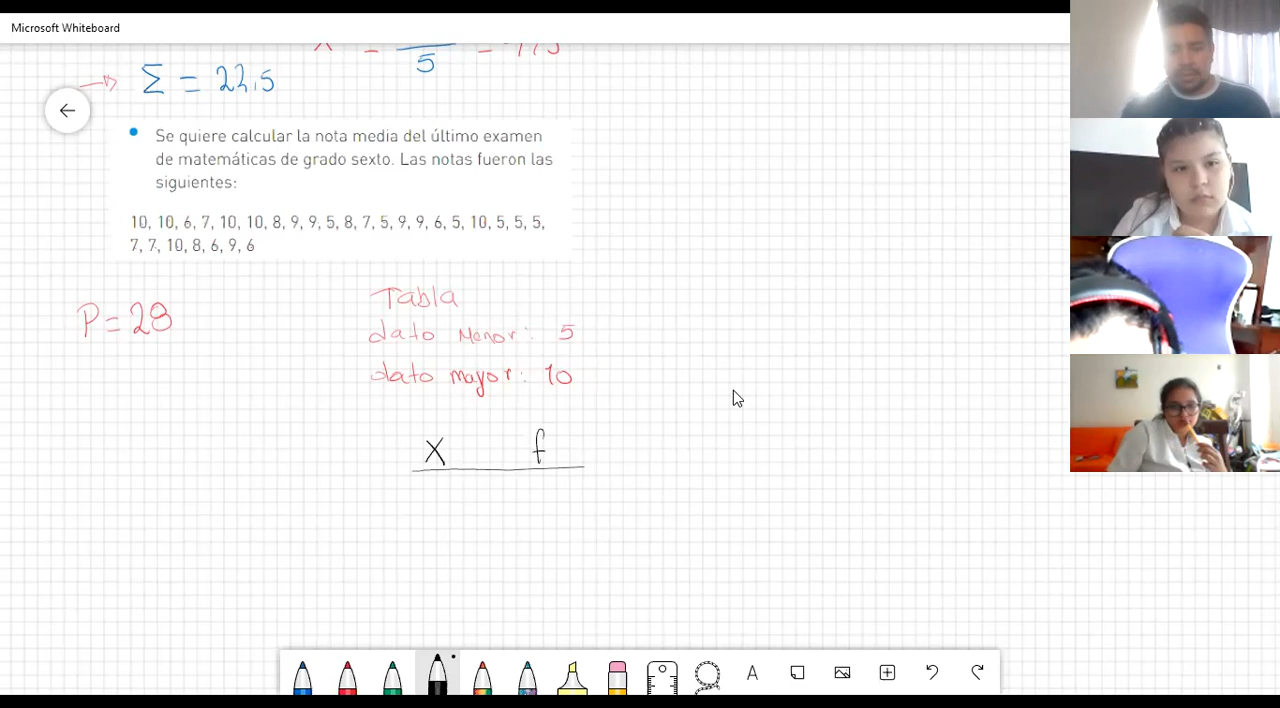 Microsoft Whiteboard
5
Σ = 22,5
• Se quiere calcular la nota media del último examen
de matemáticas de grado sexto. Las notas fueron las
siguientes:
10, 10, 6, 7, 10, 10, 8, 9, 9, 5, 8, 7, 5, 9, 9, 6, 5, 10, 5, 5, 5,
7, 7, 10, 8, 6, 9, 6
P = 28
Tabla
dato Menor: 5
dato mayor: 10
X f
A